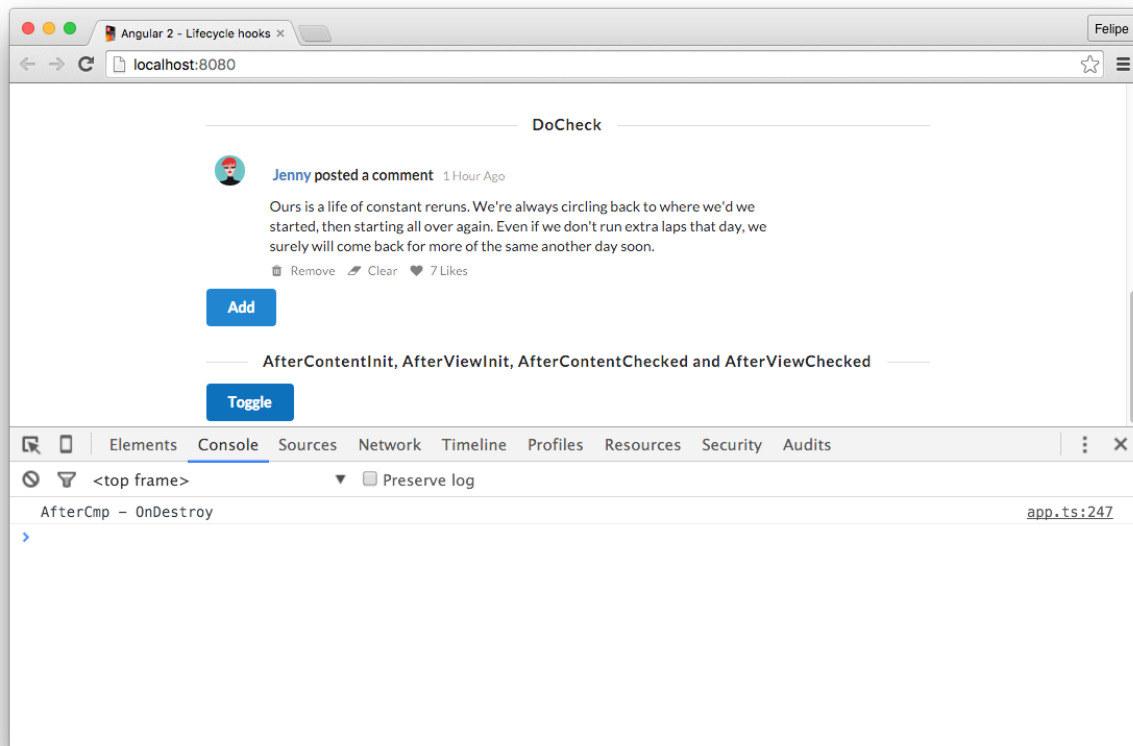 Angular 2 - Lifecycle hooks ×
Felipe
localhost:8080
DoCheck
Jenny posted a comment 1 Hour Ago
Ours is a life of constant reruns. We're always circling back to where we'd we
started, then starting all over again. Even if we don't run extra laps that day, we
surely will come back for more of the same another day soon.
Remove Clear 7 Likes
Add
AfterContentInit, AfterViewInit, AfterContentChecked and AfterViewChecked
Toggle
Elements Console Sources Network Timeline Profiles Resources Security Audits
<top frame> ▼ Preserve log
AfterCmp – OnDestroy app.ts:247